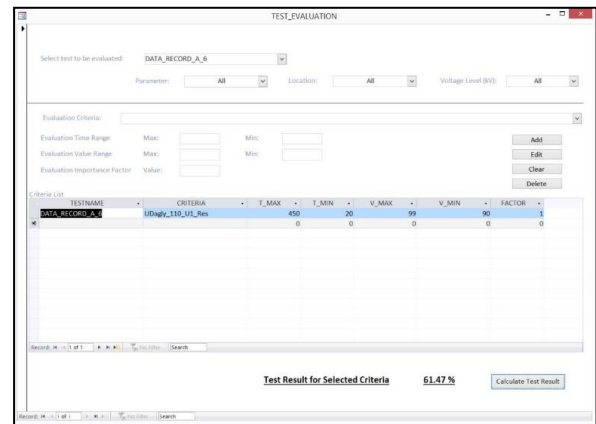 TEST_EVALUATION
Select test to be evaluated: DATA_RECORD_A_6
Parameter: All Location: All Voltage Level (kV): All
Evaluation Criteria:
Evaluation Time Range Max: Min:
Add
Evaluation Value Range Max: Min:
Edit
Evaluation Importance Factor Value:
Clear
Delete
Criteria List
TESTNAME CRITERIA T_MAX T_MIN V_MAX V_MIN FACTOR
DATA_RECORD_A_6 UDagly_110_U1_Res 450 20 99 90 1
0 0 0 0 0
Record: 1 of 1 No Filter Search
Test Result for Selected Criteria 61.47 % Calculate Test Result
Record: 1 of 1 No Filter Search